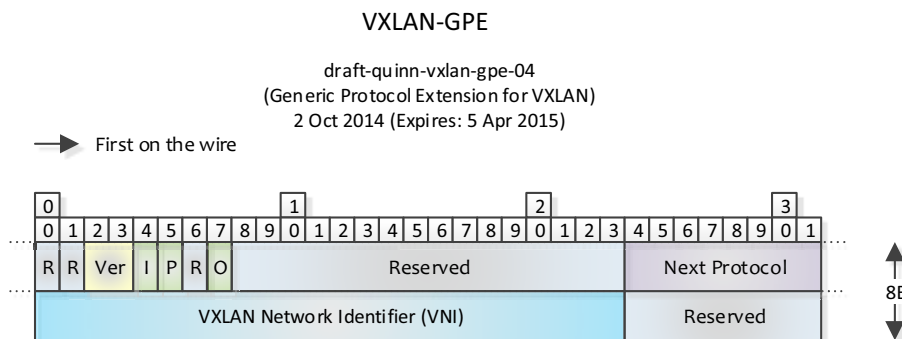 VXLAN-GPE
draft-quinn-vxlan-gpe-04
(Generic Protocol Extension for VXLAN)
2 Oct 2014 (Expires: 5 Apr 2015)
First on the wire
0 1 2 3
0 1 2 3 4 5 6 7 8 9 0 1 2 3 4 5 6 7 8 9 0 1 2 3 4 5 6 7 8 9 0 1
R R Ver I P R O Reserved Next Protocol
8B
VXLAN Network Identifier (VNI) Reserved